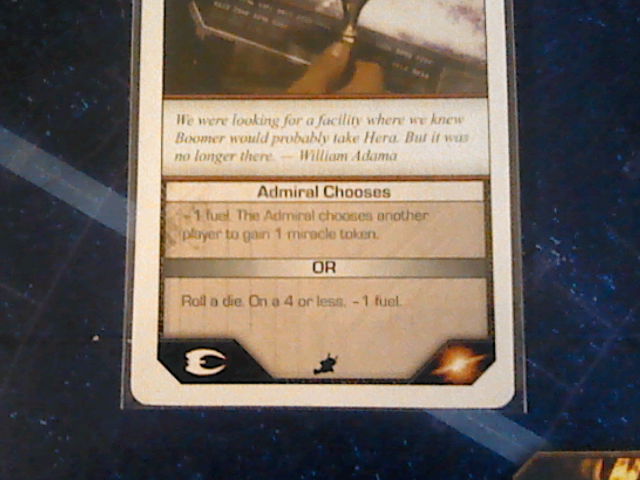 We were looking for a facility where we knew
Boomer would probably take Hera. But it was
no longer there. — William Adama
Admiral Chooses
-1 fuel. The Admiral chooses another
player to gain 1 miracle token.
OR
Roll a die. On a 4 or less, -1 fuel.